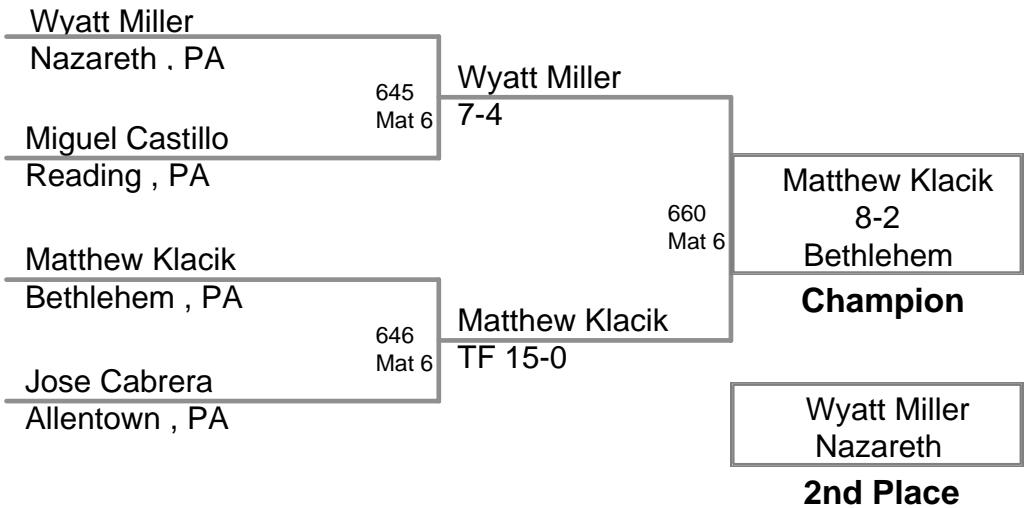 Wyatt Miller
Nazareth , PA
645
Mat 6
Wyatt Miller
7-4
Miguel Castillo
Reading , PA
660
Mat 6
Matthew Klacik
8-2
Bethlehem
Champion
Matthew Klacik
Bethlehem , PA
646
Mat 6
Matthew Klacik
TF 15-0
Jose Cabrera
Allentown , PA
Wyatt Miller
Nazareth
2nd Place